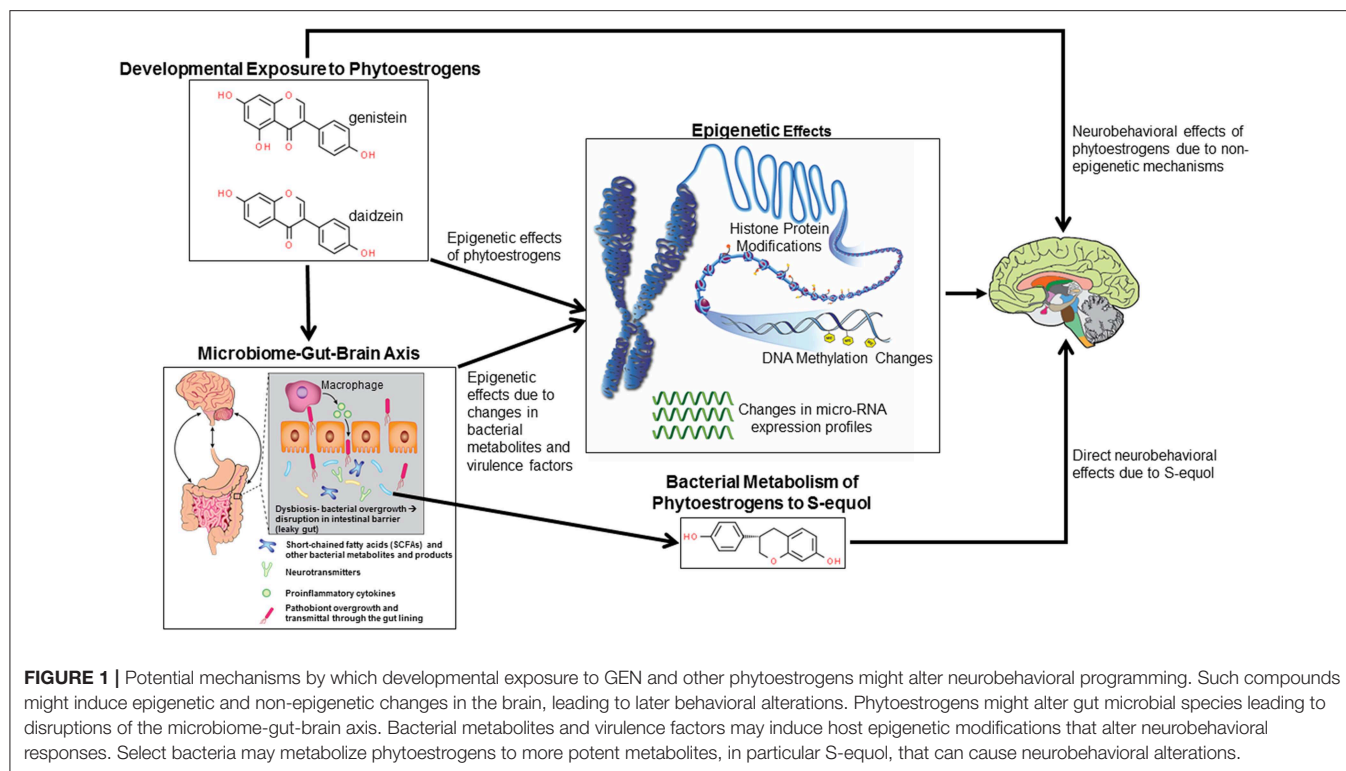 Developmental Exposure to Phytoestrogens
HO
O
genistein
OH
O
OH
HO
O
daidzein
O
OH
Epigenetic effects
of phytoestrogens
Epigenetic Effects
Histone Protein
Modifications
DNA Methylation Changes
Changes in micro-RNA
expression profiles
Neurobehavioral effects of
phytoestrogens due to non-
epigenetic mechanisms
Microbiome-Gut-Brain Axis
Macrophage
Dysbiosis- bacterial overgrowth →
disruption in intestinal barrier
(leaky gut)
Short-chained fatty acids (SCFAs) and
other bacterial metabolites and products
Neurotransmitters
Proinflammatory cytokines
Pathobiont overgrowth and
transmittal through the gut lining
Epigenetic
effects due to
changes in
bacterial
metabolites and
virulence factors
Bacterial Metabolism of
Phytoestrogens to S-equol
HO
O
OH
Direct neurobehavioral
effects due to S-equol
FIGURE 1 | Potential mechanisms by which developmental exposure to GEN and other phytoestrogens might alter neurobehavioral programming. Such compounds
might induce epigenetic and non-epigenetic changes in the brain, leading to later behavioral alterations. Phytoestrogens might alter gut microbial species leading to
disruptions of the microbiome-gut-brain axis. Bacterial metabolites and virulence factors may induce host epigenetic modifications that alter neurobehavioral
responses. Select bacteria may metabolize phytoestrogens to more potent metabolites, in particular S-equol, that can cause neurobehavioral alterations.